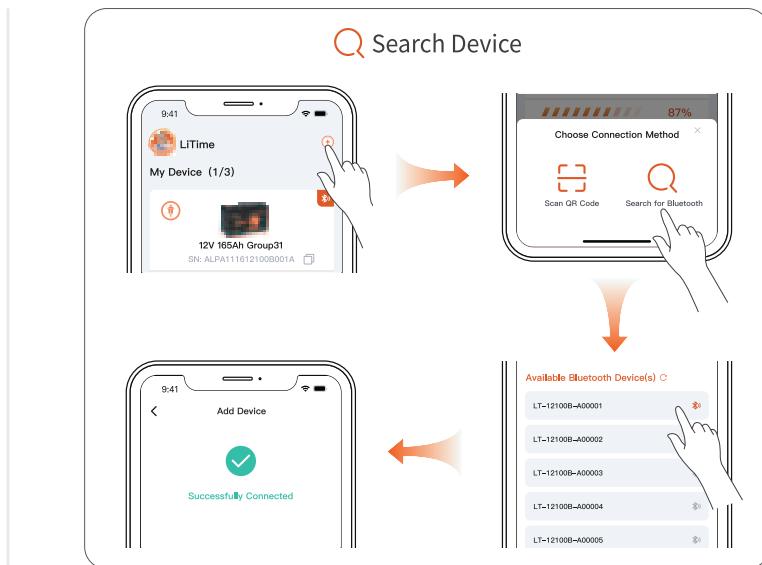 Search Device
9:41
LiTime
My Device (1/3)
12V 165Ah Group31
SN: ALPA111612100B001A
87%
Choose Connection Method
Scan QR Code
Search for Bluetooth
Available Bluetooth Device(s)
LT-12100B-A00001
LT-12100B-A00002
LT-12100B-A00003
LT-12100B-A00004
LT-12100B-A00005
9:41
Add Device
Successfully Connected